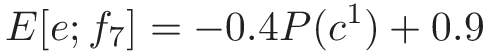 $E[e; f_7] = -0.4P(c^1) + 0.9$